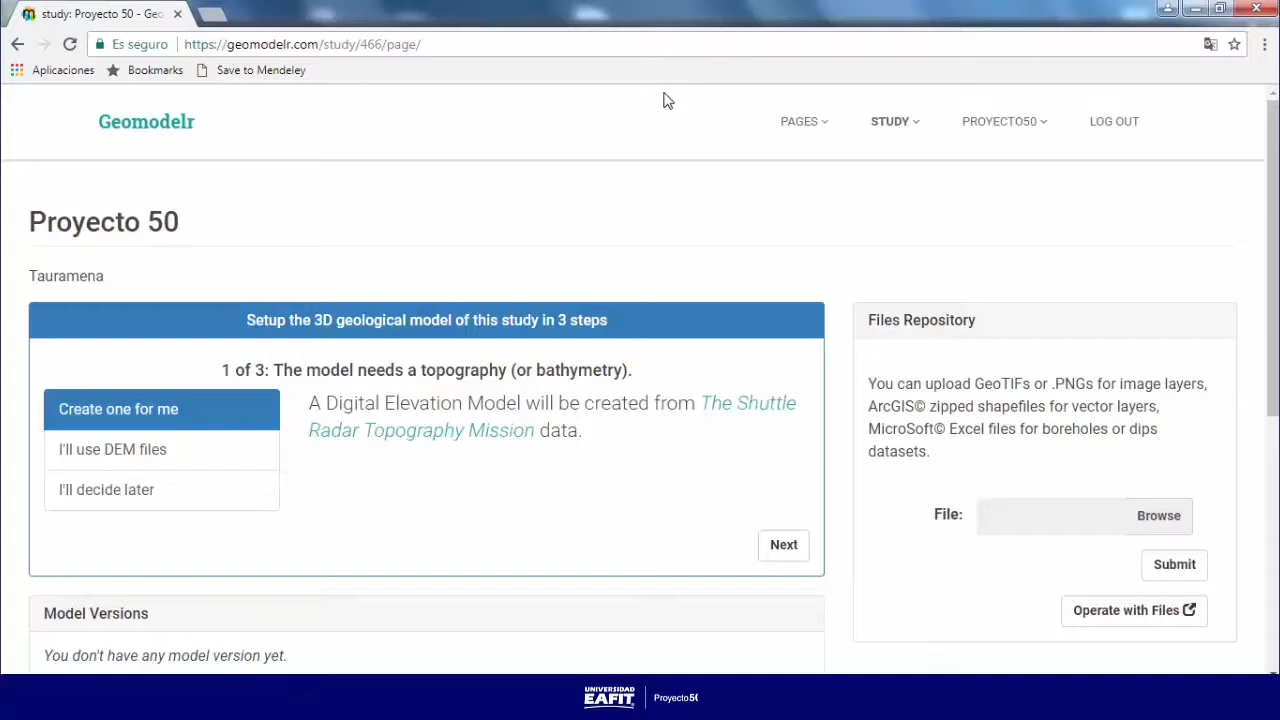 study: Proyecto 50 - Geo
Es seguro https://geomodelr.com/study/466/page/
Aplicaciones Bookmarks Save to Mendeley
Geomodelr PAGES STUDY PROYECTO50 LOG OUT
Proyecto 50
Tauramena
Setup the 3D geological model of this study in 3 steps
1 of 3: The model needs a topography (or bathymetry).
Create one for me
I'll use DEM files
I'll decide later
A Digital Elevation Model will be created from The Shuttle
Radar Topography Mission data.
Next
Model Versions
You don't have any model version yet.
Files Repository
You can upload GeoTIFs or .PNGs for image layers,
ArcGIS© zipped shapefiles for vector layers,
MicroSoft© Excel files for boreholes or dips
datasets.
File: Browse
Submit
Operate with Files
UNIVERSIDAD
EAFIT
Proyecto50